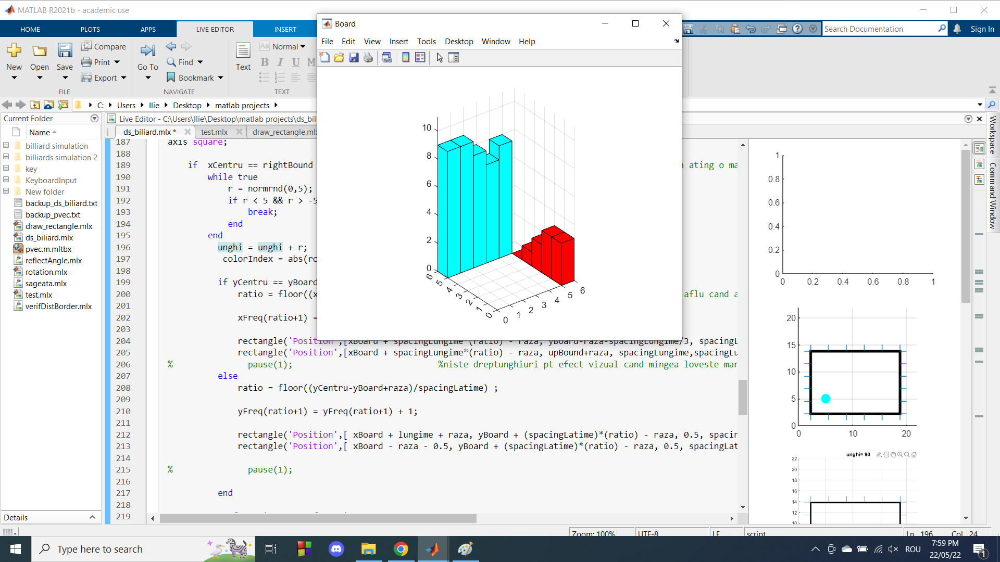 MATLAB R2021b - academic use
HOME PLOTS APPS LIVE EDITOR INSERT
Search Documentation
Sign In
New Open Save Compare Print Export
FILE
Go To Find Bookmark
NAVIGATE
Text Aa Normal
B I U M
TEXT
C: Users Ilie Desktop matlab projects
Current Folder
Name
billiard simulation
billiards simulation 2
key
KeyboardInput
New folder
backup_ds_biliard.txt
backup_pvec.txt
draw_rectangle.mlx
ds_biliard.mlx
pvec.m.mltbx
reflectAngle.mlx
rotation.mlx
sageata.mlx
test.mlx
verifDistBorder.mlx
Details
Live Editor - C:\Users\Ilie\Desktop\matlab projects\ds_bil
ds_biliard.mlx * test.mlx draw_rectangle.ml
187 axis square;
188
189 if xCentru == rightBound ating o ma
190 while true
191 r = normrnd(0,5);
192 if r < 5 && r > -5
193 break;
194 end
195 end
196 unghi = unghi + r;
197 colorIndex = abs(ro
198
199 if yCentru == yBoard
200 ratio = floor((x aflu cand a
201
202 xFreq(ratio+1) =
203
204 rectangle('Position',[xBoard + spacingLungime*(ratio) - raza, yBoard-raza-spacingLungime/3, spacingL
205 rectangle('Position',[xBoard + spacingLungime*(ratio) - raza, upBound+raza, spacingLungime,spacingLu
206 % pause(1); %niste dreptunghiuri pt efect vizual cand mingea loveste mar
207 else
208 ratio = floor((yCentru-yBoard+raza)/spacingLatime) ;
209
210 yFreq(ratio+1) = yFreq(ratio+1) + 1;
211
212 rectangle('Position',[ xBoard + lungime + raza, yBoard + (spacingLatime)*(ratio) - raza, 0.5, spacin
213 rectangle('Position',[ xBoard - raza - 0.5, yBoard + (spacingLatime)*(ratio) - raza, 0.5, spacingLat
214
215 % pause(1);
216
217 end
218
219
Board
File Edit View Insert Tools Desktop Window Help
10
8
6
4
2
0
6 5 4 3 2 1 0
0 1 2 3 4 5 6
1
0.8
0.6
0.4
0.2
0
0 0.2 0.4 0.6 0.8 1
20
15
10
5
0
0 10 20
unghi= 90
22
20
18
16
14
12
10
Workspace
Command Window
Zoom: 100% UTF-8 LF script Ln 196 Col 24
Type here to search
ROU
7:59 PM
22/05/22
1